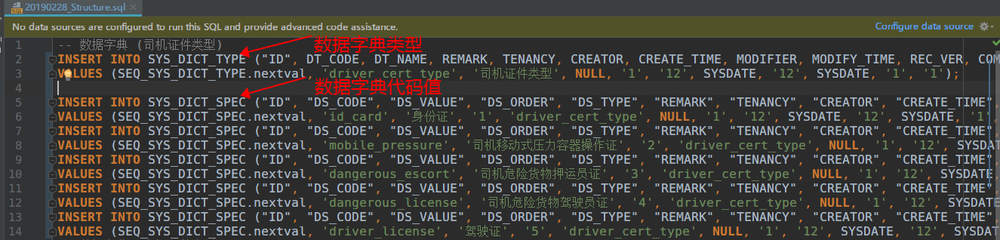 20190228_Structure.sql
No data sources are configured to run this SQL and provide advanced code assistance.
Configure data source
1 -- 数据字典 (司机证件类型)
数据字典类型
2 INSERT INTO SYS_DICT_TYPE ("ID", DT_CODE, DT_NAME, REMARK, TENANCY, CREATOR, CREATE_TIME, MODIFIER, MODIFY_TIME, REC_VER, COM
3 VALUES (SEQ_SYS_DICT_TYPE.nextval, 'driver_cert_type', '司机证件类型', NULL, '1', '12', SYSDATE, '12', SYSDATE, '1', '1');
数据字典代码值
4
5 INSERT INTO SYS_DICT_SPEC ("ID", "DS_CODE", "DS_VALUE", "DS_ORDER", "DS_TYPE", "REMARK", "TENANCY", "CREATOR", "CREATE_TIME",
6 VALUES (SEQ_SYS_DICT_SPEC.nextval, 'id_card', '身份证', '1', 'driver_cert_type', NULL, '1', '12', SYSDATE, '12', SYSDATE, '1',
7 INSERT INTO SYS_DICT_SPEC ("ID", "DS_CODE", "DS_VALUE", "DS_ORDER", "DS_TYPE", "REMARK", "TENANCY", "CREATOR", "CREATE_TIME",
8 VALUES (SEQ_SYS_DICT_SPEC.nextval, 'mobile_pressure', '司机移动式压力容器操作证', '2', 'driver_cert_type', NULL, '1', '12', SYSDAT
9 INSERT INTO SYS_DICT_SPEC ("ID", "DS_CODE", "DS_VALUE", "DS_ORDER", "DS_TYPE", "REMARK", "TENANCY", "CREATOR", "CREATE_TIME",
10 VALUES (SEQ_SYS_DICT_SPEC.nextval, 'dangerous_escort', '司机危险货物押运员证', '3', 'driver_cert_type', NULL, '1', '12', SYSDATE,
11 INSERT INTO SYS_DICT_SPEC ("ID", "DS_CODE", "DS_VALUE", "DS_ORDER", "DS_TYPE", "REMARK", "TENANCY", "CREATOR", "CREATE_TIME",
12 VALUES (SEQ_SYS_DICT_SPEC.nextval, 'dangerous_license', '司机危险货物驾驶员证', '4', 'driver_cert_type', NULL, '1', '12', SYSDATE
13 INSERT INTO SYS_DICT_SPEC ("ID", "DS_CODE", "DS_VALUE", "DS_ORDER", "DS_TYPE", "REMARK", "TENANCY", "CREATOR", "CREATE_TIME",
14 VALUES (SEQ_SYS_DICT_SPEC.nextval, 'driver_license', '驾驶证', '5', 'driver_cert_type', NULL, '1', '12', SYSDATE, '12', SYSDAT